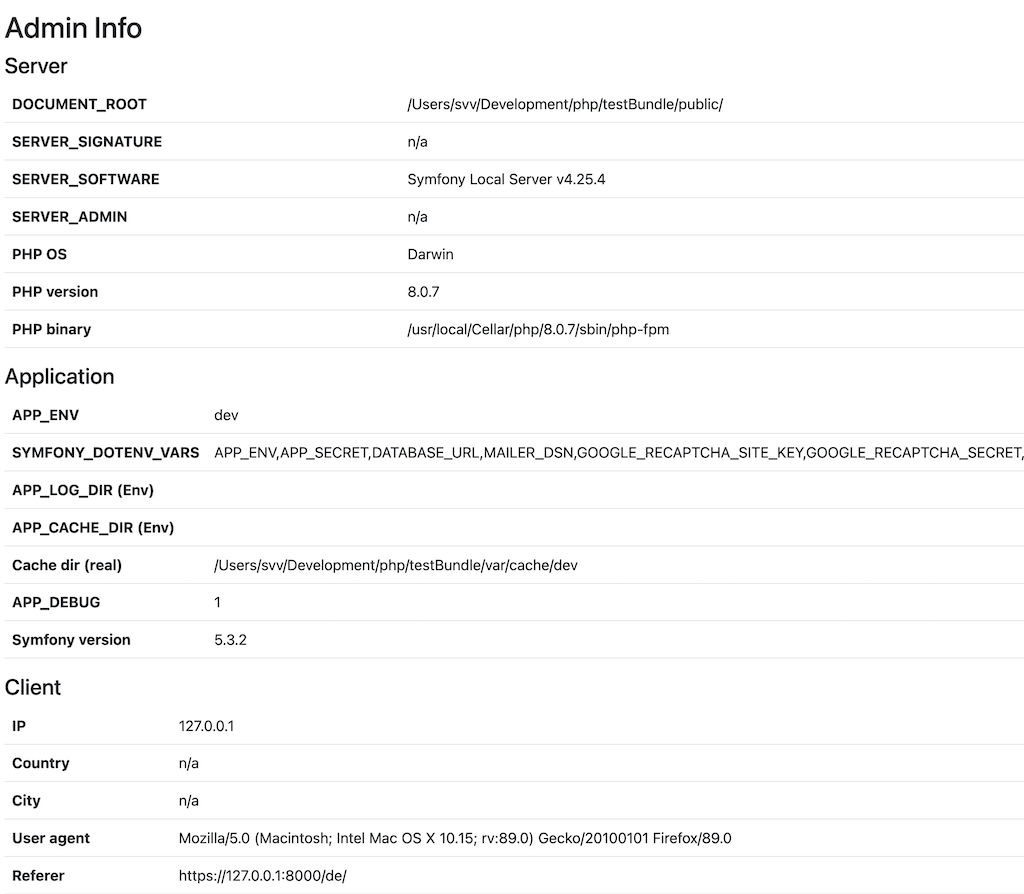 Admin Info
Server
DOCUMENT_ROOT /Users/svv/Development/php/testBundle/public/
SERVER_SIGNATURE n/a
SERVER_SOFTWARE Symfony Local Server v4.25.4
SERVER_ADMIN n/a
PHP OS Darwin
PHP version 8.0.7
PHP binary /usr/local/Cellar/php/8.0.7/sbin/php-fpm
Application
APP_ENV dev
SYMFONY_DOTENV_VARS APP_ENV,APP_SECRET,DATABASE_URL,MAILER_DSN,GOOGLE_RECAPTCHA_SITE_KEY,GOOGLE_RECAPTCHA_SECRET,
APP_LOG_DIR (Env)
APP_CACHE_DIR (Env)
Cache dir (real) /Users/svv/Development/php/testBundle/var/cache/dev
APP_DEBUG 1
Symfony version 5.3.2
Client
IP 127.0.0.1
Country n/a
City n/a
User agent Mozilla/5.0 (Macintosh; Intel Mac OS X 10.15; rv:89.0) Gecko/20100101 Firefox/89.0
Referer https://127.0.0.1:8000/de/